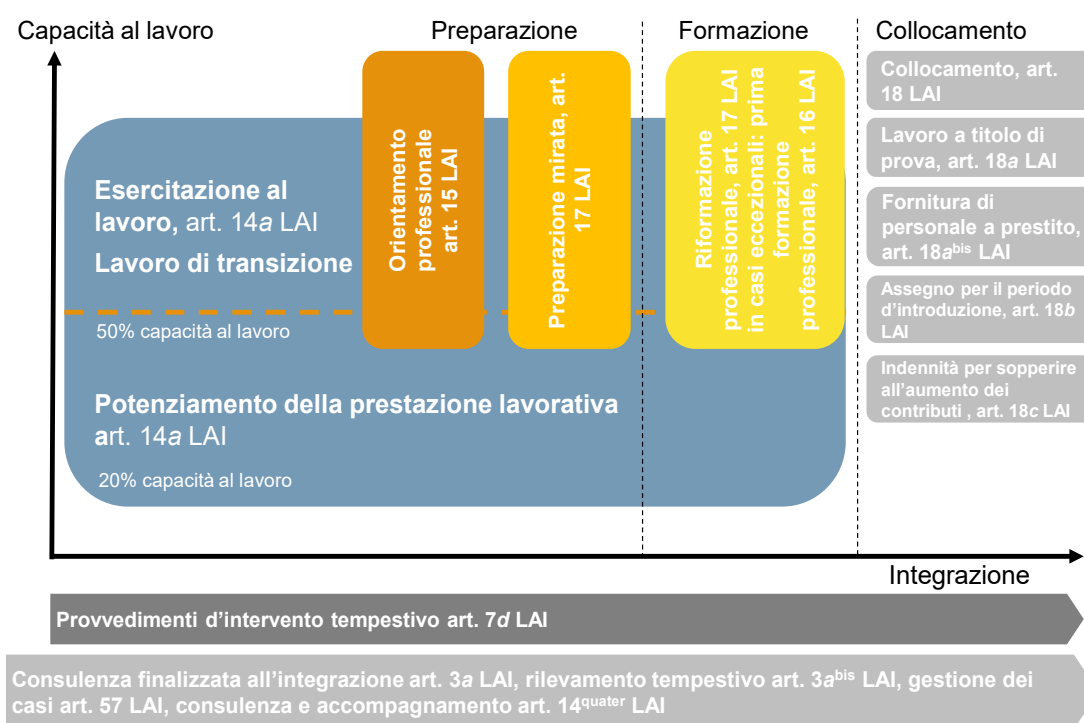 Capacità al lavoro
Preparazione
Formazione
Collocamento
Esercitazione al
lavoro, art. 14a LAI
Lavoro di transizione
50% capacità al lavoro
Potenziamento della prestazione lavorativa
art. 14a LAI
20% capacità al lavoro
Orientamento
professionale
art. 15 LAI
Preparazione mirata, art.
17 LAI
Riformazione
professionale, art. 17 LAI
in casi eccezionali: prima
formazione
professionale, art. 16 LAI
Collocamento, art.
18 LAI
Lavoro a titolo di
prova, art. 18a LAI
Fornitura di
personale a prestito,
art. 18aᵇⁱˢ LAI
Assegno per il periodo
d’introduzione, art. 18b
LAI
Indennità per sopperire
all’aumento dei
contributi , art. 18c LAI
Integrazione
Provvedimenti d’intervento tempestivo art. 7d LAI
Consulenza finalizzata all’integrazione art. 3a LAI, rilevamento tempestivo art. 3aᵇⁱˢ LAI, gestione dei
casi art. 57 LAI, consulenza e accompagnamento art. 14quater LAI